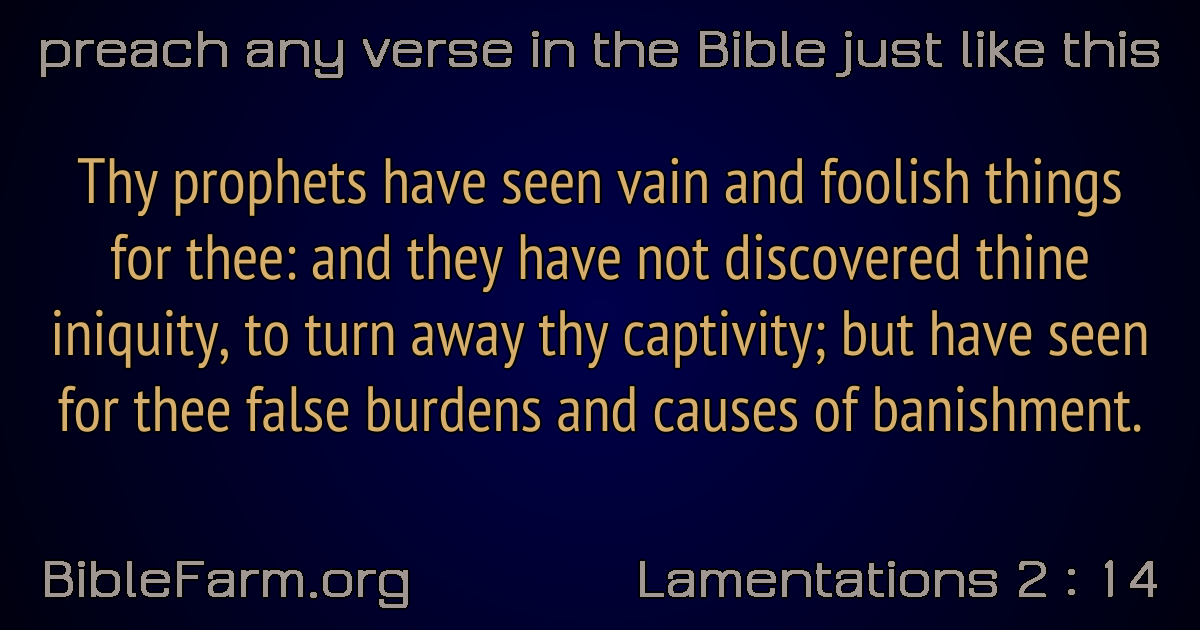 preach any verse in the Bible just like this
Thy prophets have seen vain and foolish things
for thee: and they have not discovered thine
iniquity, to turn away thy captivity; but have seen
for thee false burdens and causes of banishment.
BibleFarm.org
Lamentations 2 : 14